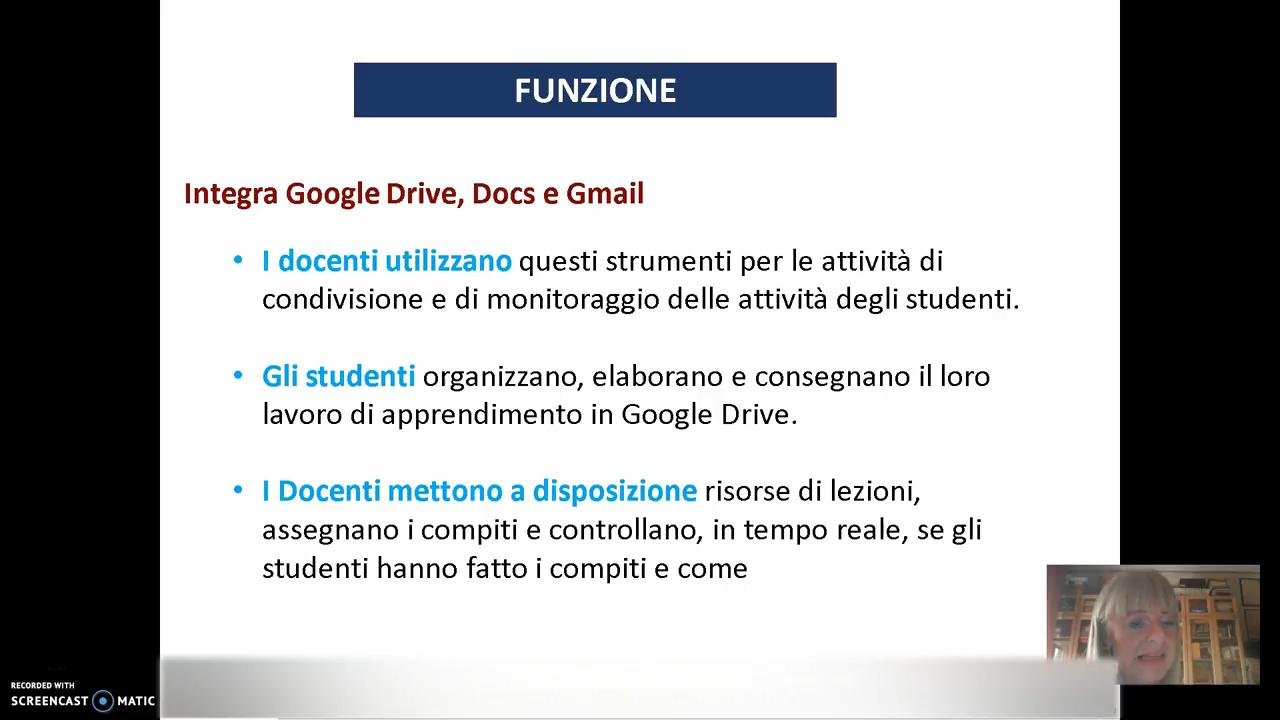 FUNZIONE
Integra Google Drive, Docs e Gmail
• I docenti utilizzano questi strumenti per le attività di
condivisione e di monitoraggio delle attività degli studenti.
• Gli studenti organizzano, elaborano e consegnano il loro
lavoro di apprendimento in Google Drive.
• I Docenti mettono a disposizione risorse di lezioni,
assegnano i compiti e controllano, in tempo reale, se gli
studenti hanno fatto i compiti e come
RECORDED WITH
SCREENCAST MATIC